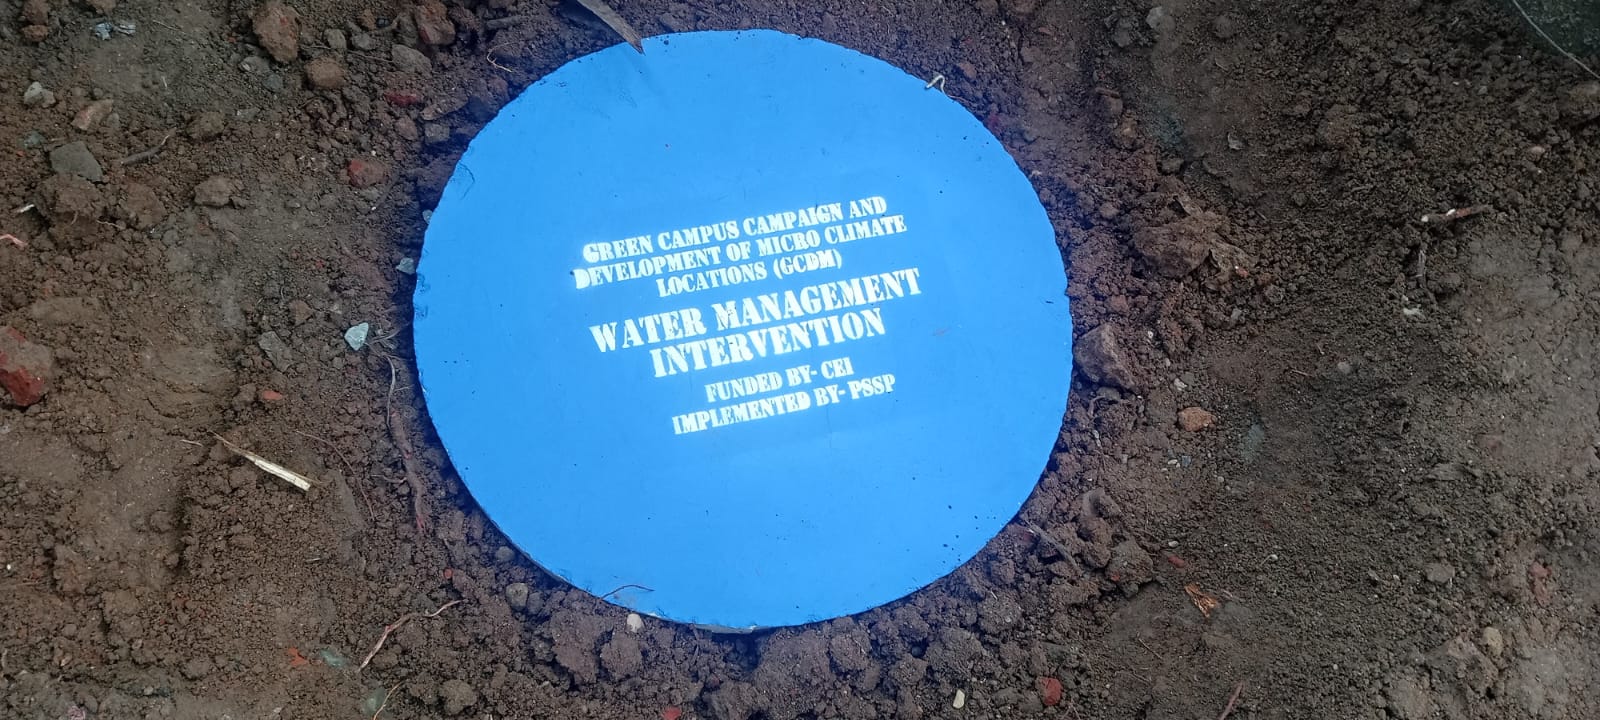 GREEN CAMPUS CAMPAIGN AND
DEVELOPMENT OF MICRO CLIMATE
LOCATIONS (GCDM)
WATER MANAGEMENT
INTERVENTION
FUNDED BY- CEI
IMPLEMENTED BY- PSSP